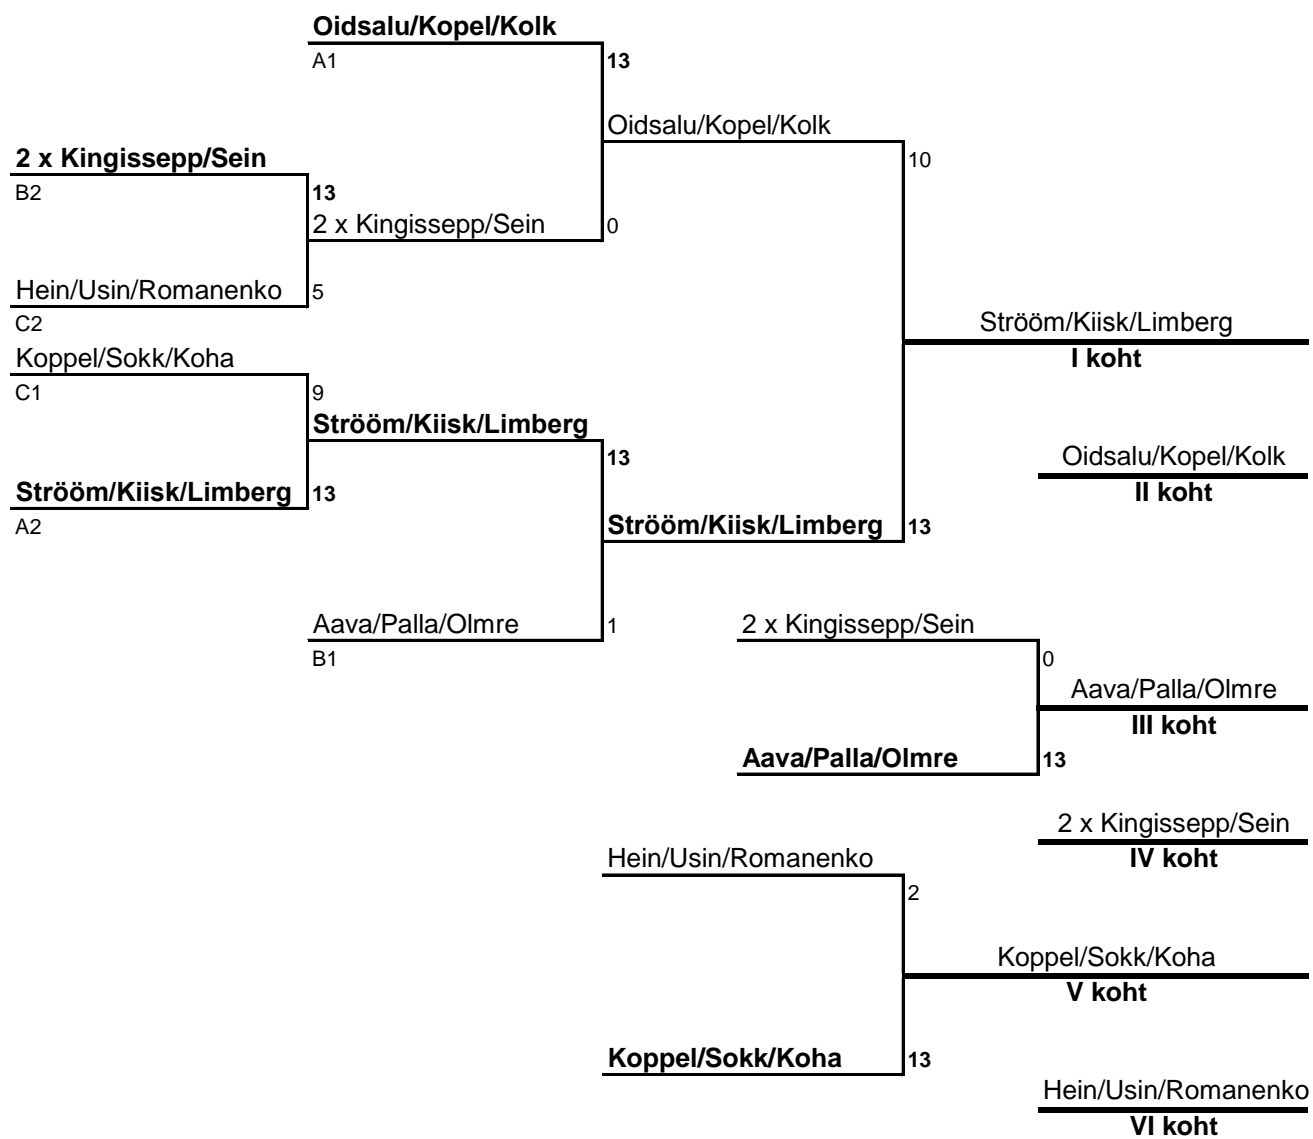 Oidsalu/Kopel/Kolk
A1
13
Oidsalu/Kopel/Kolk
2 x Kingissepp/Sein
10
B2
13
2 x Kingissepp/Sein
0
Hein/Usin/Romanenko
5
C2
Strööm/Kiisk/Limberg
I koht
Koppel/Sokk/Koha
C1
9
Strööm/Kiisk/Limberg
13
Oidsalu/Kopel/Kolk
II koht
Strööm/Kiisk/Limberg
13
A2
Strööm/Kiisk/Limberg
13
Aava/Palla/Olmre
1
B1
2 x Kingissepp/Sein
0
Aava/Palla/Olmre
III koht
Aava/Palla/Olmre
13
2 x Kingissepp/Sein
IV koht
Hein/Usin/Romanenko
2
Koppel/Sokk/Koha
V koht
Koppel/Sokk/Koha
13
Hein/Usin/Romanenko
VI koht